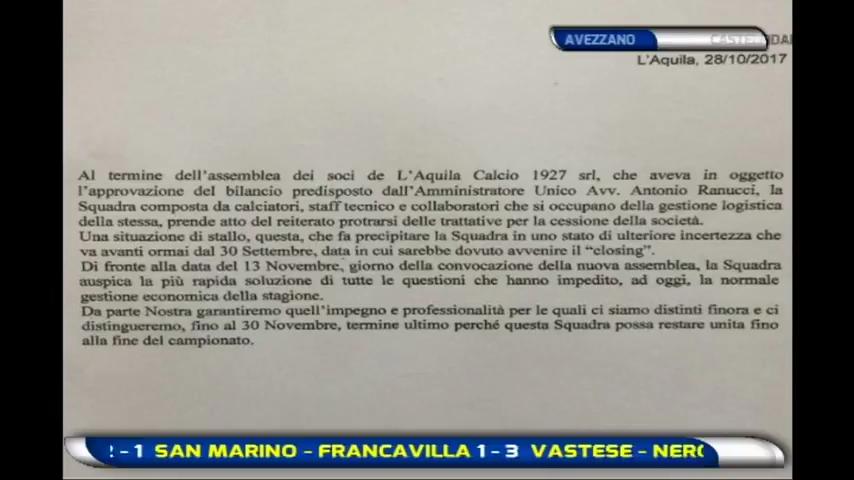 AVEZZANO
L'Aquila, 28/10/2017
Al termine dell'assemblea dei soci de L'Aquila Calcio 1927 srl, che aveva in oggetto
l'approvazione del bilancio predisposto dall'Amministratore Unico Avv. Antonio Ranucci, la
Squadra composta da calciatori, staff tecnico e collaboratori che si occupano della gestione logistica
della stessa, prende atto del reiterato protrarsi delle trattative per la cessione della società.
Una situazione di stallo, questa, che fa precipitare la Squadra in uno stato di ulteriore incertezza che
va avanti ormai dal 30 Settembre, data in cui sarebbe dovuto avvenire il “closing”.
Di fronte alla data del 13 Novembre, giorno della convocazione della nuova assemblea, la Squadra
auspica la più rapida soluzione di tutte le questioni che hanno impedito, ad oggi, la normale
gestione economica della stagione.
Da parte Nostra garantiremo quell'impegno e professionalità per le quali ci siamo distinti finora e ci
distingueremo, fino al 30 Novembre, termine ultimo perché questa Squadra possa restare unita fino
alla fine del campionato.
- 1 SAN MARINO - FRANCAVILLA 1 - 3 VASTESE - NERO